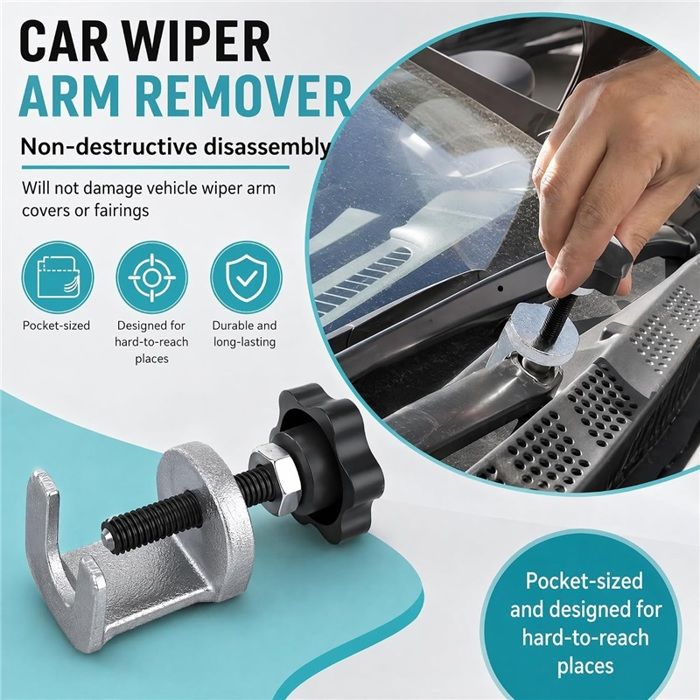 CAR WIPER
ARM REMOVER
Non-destructive disassembly
Will not damage vehicle wiper arm
covers or fairings
Pocket-sized
Designed for
hard-to-reach
places
Durable and
long-lasting
Pocket-sized
and designed for
hard-to-reach
places